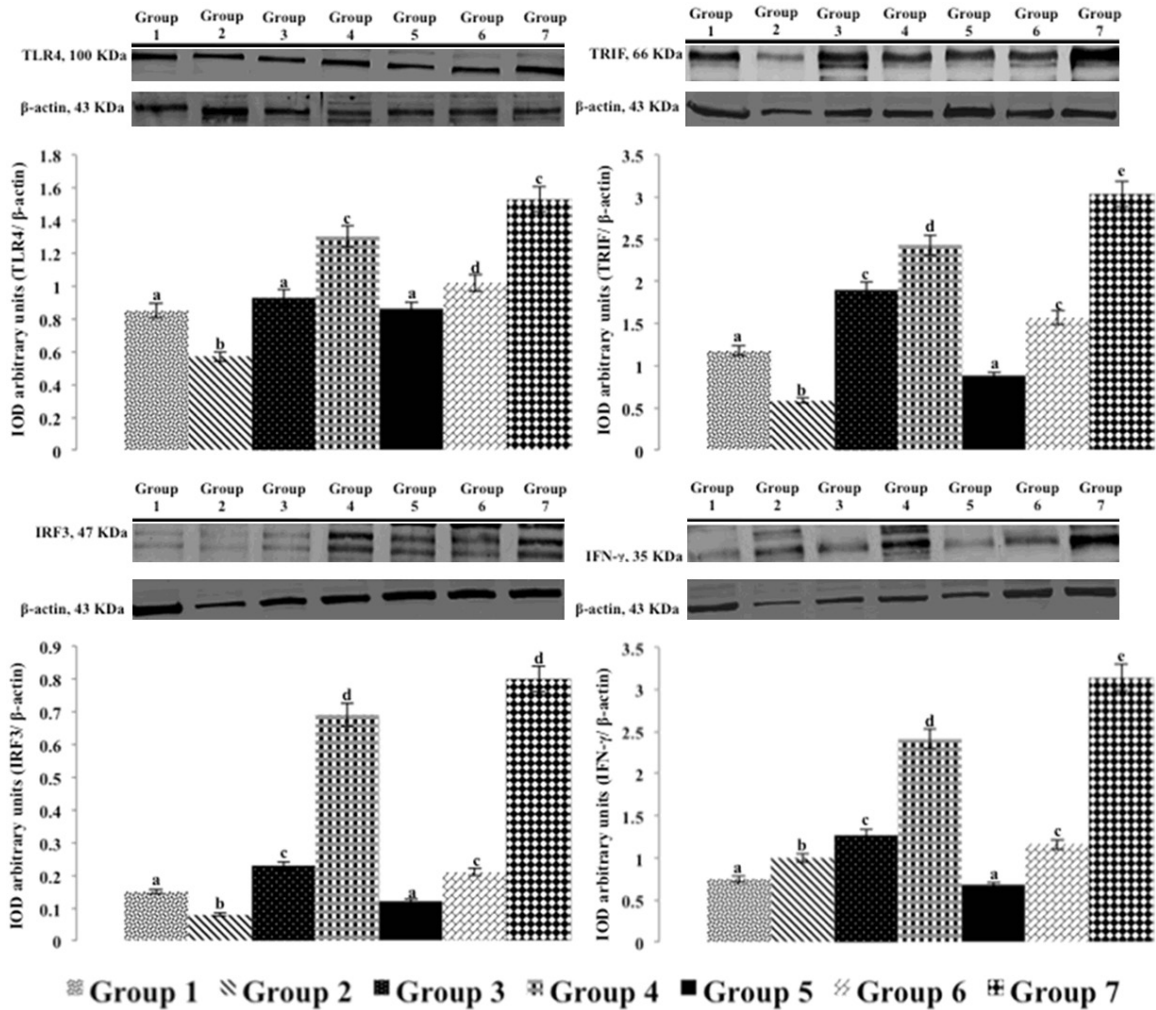 Group Group Group Group Group Group Group
1 2 3 4 5 6 7
TLR4, 100 KDa
β-actin, 43 KDa
IOD arbitrary units (TLR4/ β-actin)
1.8
1.6
1.4
1.2
1
0.8
0.6
0.4
0.2
0
a b a c a d c
Group Group Group Group Group Group Group
1 2 3 4 5 6 7
TRIF, 66 KDa
β-actin, 43 KDa
IOD arbitrary units (TRIF/ β-actin)
3.5
3
2.5
2
1.5
1
0.5
0
a b c d a c e
Group Group Group Group Group Group Group
1 2 3 4 5 6 7
IRF3, 47 KDa
β-actin, 43 KDa
IOD arbitrary units (IRF3/ β-actin)
0.9
0.8
0.7
0.6
0.5
0.4
0.3
0.2
0.1
0
a b c d a c d
Group Group Group Group Group Group Group
1 2 3 4 5 6 7
IFN-γ, 35 KDa
β-actin, 43 KDa
IOD arbitrary units (IFN-γ/ β-actin)
3.5
3
2.5
2
1.5
1
0.5
0
a b c d a c e
Group 1 Group 2 Group 3 Group 4 Group 5 Group 6 Group 7